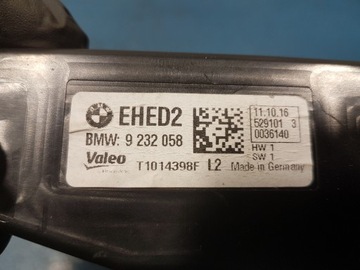 EHED2
BMW: 9 232 058
Valeo T1014398F L2
11.10.16
529101 3
0036140
HW 1
SW 1
Made in Germany